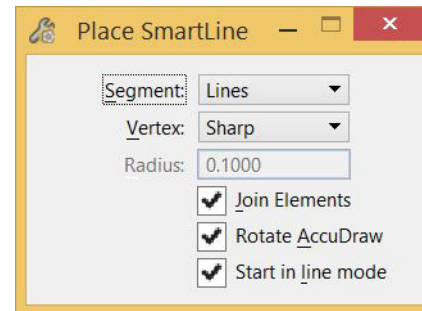 Place SmartLine
Segment: Lines
Vertex: Sharp
Radius: 0.1000
Join Elements
Rotate AccuDraw
Start in line mode